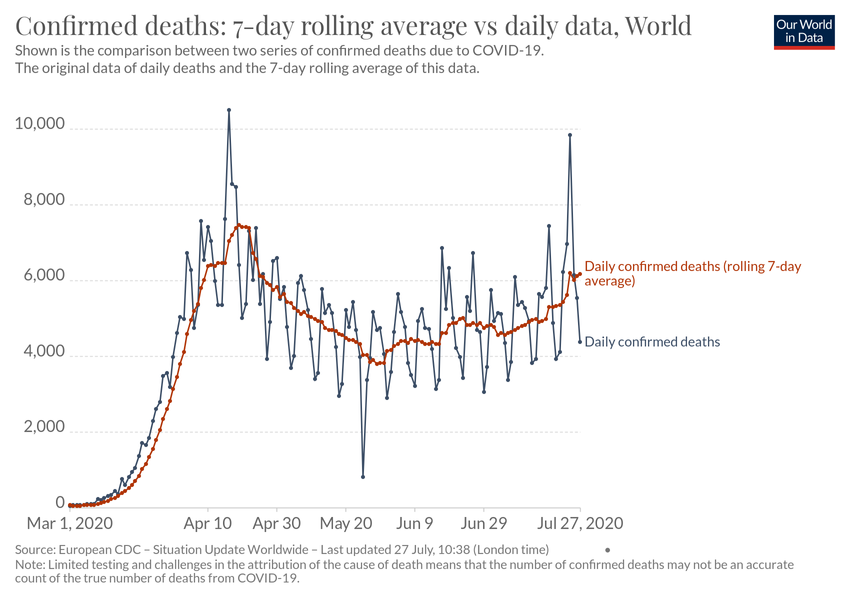 Confirmed deaths: 7-day rolling average vs daily data, World
Our World
in Data
Shown is the comparison between two series of confirmed deaths due to COVID-19.
The original data of daily deaths and the 7-day rolling average of this data.
10,000
8,000
6,000
4,000
2,000
0
Daily confirmed deaths (rolling 7-day
average)
Daily confirmed deaths
Mar 1, 2020
Apr 10
Apr 30
May 20
Jun 9
Jun 29
Jul 27, 2020
Source: European CDC – Situation Update Worldwide – Last updated 27 July, 10:38 (London time)
Note: Limited testing and challenges in the attribution of the cause of death means that the number of confirmed deaths may not be an accurate
count of the true number of deaths from COVID-19.